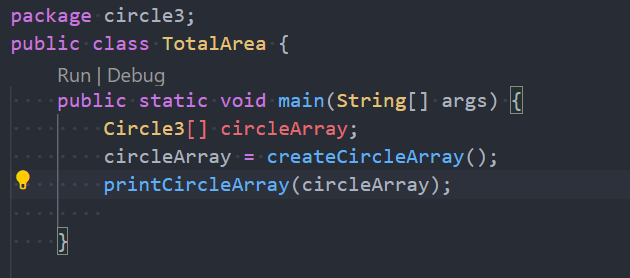 package circle3;
public class TotalArea {
Run | Debug
public static void main(String[] args) {
Circle3[] circleArray;
circleArray = createCircleArray();
printCircleArray(circleArray);
}